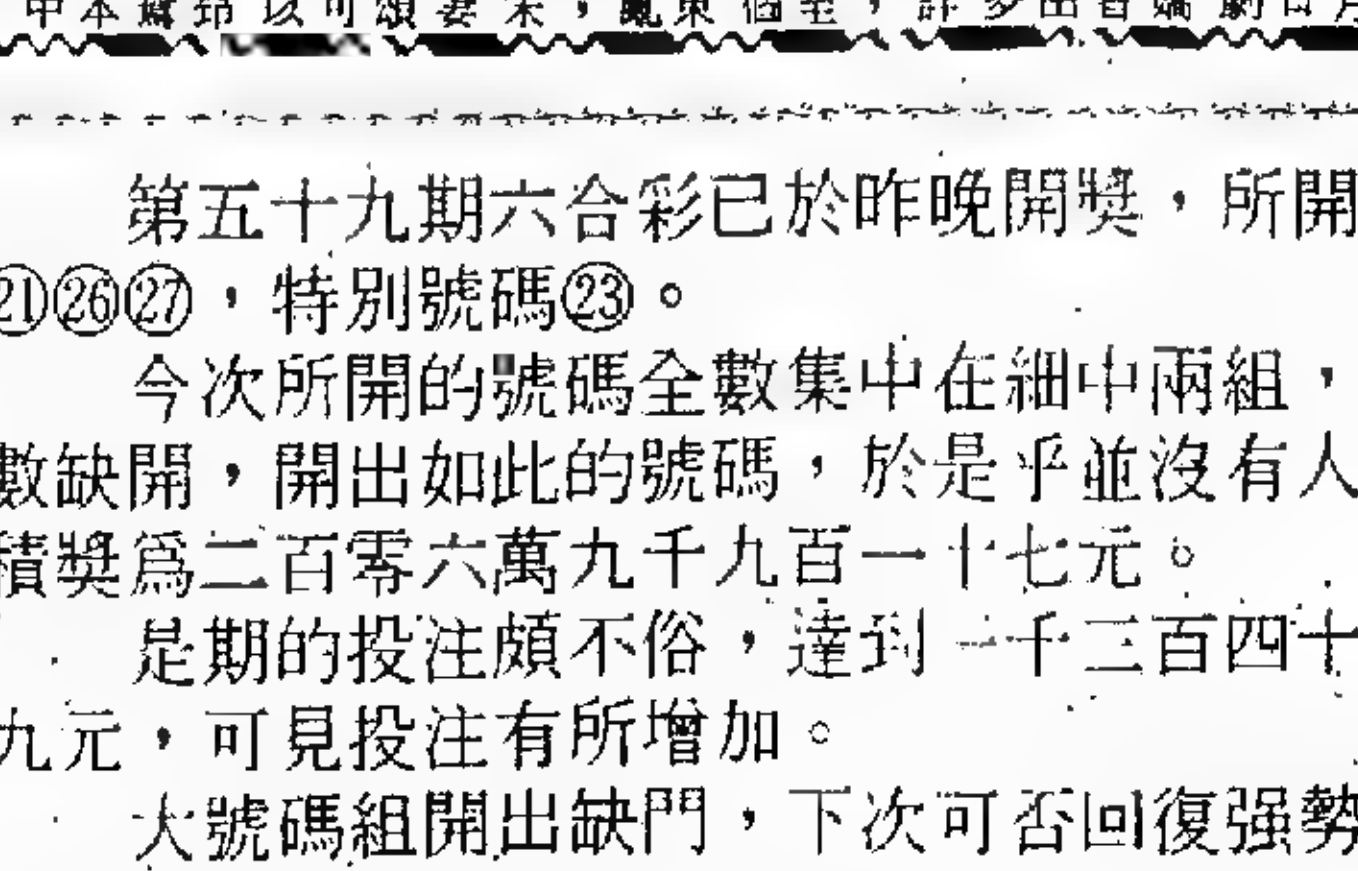 第五十九期六合彩已於昨晚開獎，所開
㉑㉖㉗，特別號碼㉓。
今次所開的號碼全數集中在細中兩組，
數缺開，開出如此的號碼，於是乎並沒有人
積獎爲二百零六萬九千九百一十七元。
是期的投注頗不俗，達到一千三百四十
九元，可見投注有所增加。
大號碼組開出缺門，下次可否回復强勢